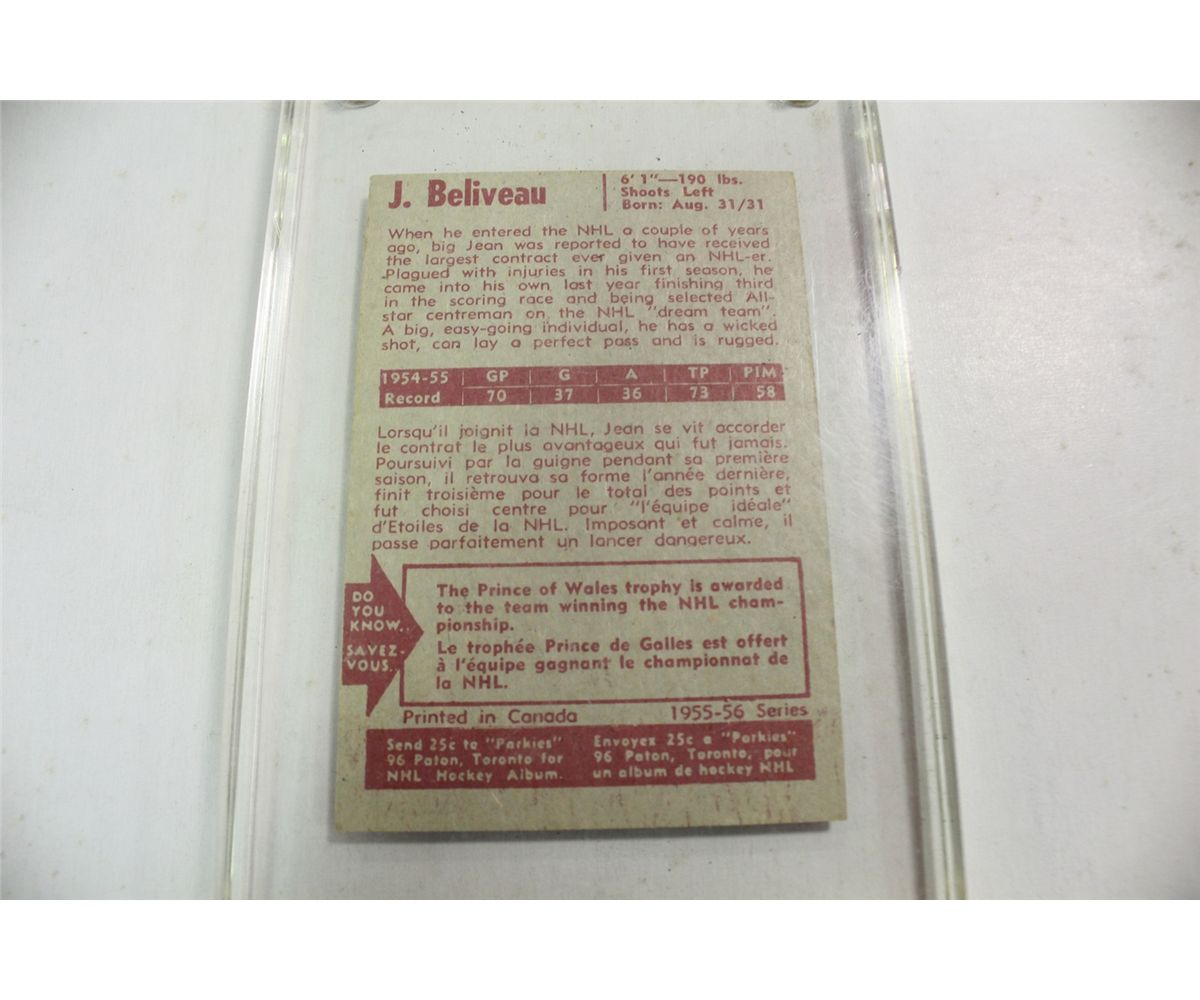 J. Beliveau
6' 1"—190 lbs.
Shoots Left
Born: Aug. 31/31
When he entered the NHL a couple of years
ago, big Jean was reported to have received
the largest contract ever given an NHL-er.
Plagued with injuries in his first season, he
came into his own last year finishing third
in the scoring race and being selected All-
star centreman on the NHL "dream team".
A big, easy-going individual, he has a wicked
shot, can lay a perfect pass and is rugged.
1954-55 | GP | G | A | TP | PIM
Record | 70 | 37 | 36 | 73 | 58
Lorsqu'il joignit la NHL, Jean se vit accorder
le contrat le plus avantageux qui fut jamais.
Poursuivi par la guigne pendant sa première
saison, il retrouva sa forme l'année dernière,
finit troisième pour le total des points et
fut choisi centre pour "l'équipe idéale"
d'Etoiles de la NHL. Imposant et calme, il
passe parfaitement un lancer dangereux.
DO
YOU
KNOW..
SAVEZ-
VOUS..
The Prince of Wales trophy is awarded
to the team winning the NHL cham-
pionship.
Le trophée Prince de Galles est offert
à l'équipe gagnant le championnat de
la NHL.
Printed in Canada
1955-56 Series
Send 25c to "Parkies"
96 Paton, Toronto for
NHL Hockey Album.
Envoyez 25c a "Parkies"
96 Paton, Toronto, pour
un album de hockey NHL